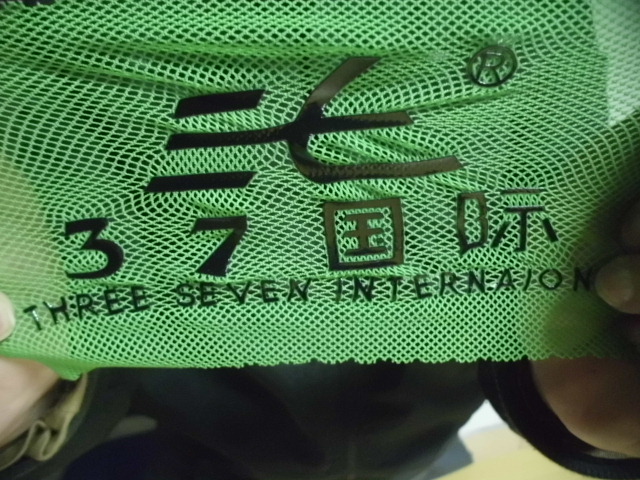 ®
37国际
THREE SEVEN INTERNAION